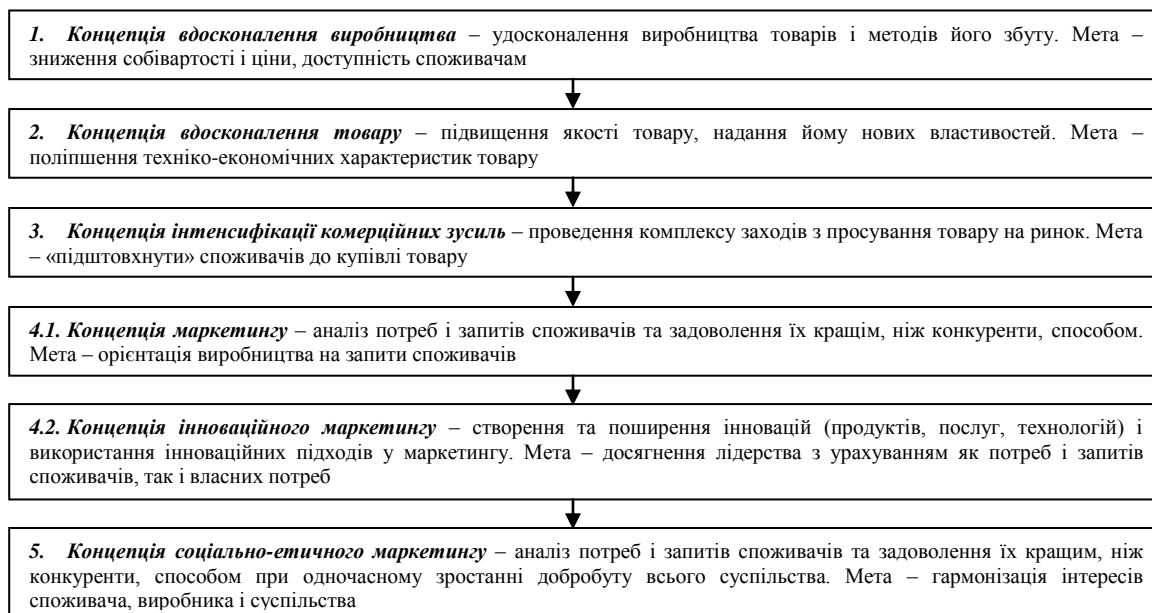 1. Концепція вдосконалення виробництва – удосконалення виробництва товарів і методів його збуту. Мета –
зниження собівартості і ціни, доступність споживачам
2. Концепція вдосконалення товару – підвищення якості товару, надання йому нових властивостей. Мета –
поліпшення техніко-економічних характеристик товару
3. Концепція інтенсифікації комерційних зусиль – проведення комплексу заходів з просування товару на ринок. Мета
– «підштовхнути» споживачів до купівлі товару
4.1. Концепція маркетингу – аналіз потреб і запитів споживачів та задоволення їх кращім, ніж конкуренти, способом.
Мета – орієнтація виробництва на запити споживачів
4.2. Концепція інноваційного маркетингу – створення та поширення інновацій (продуктів, послуг, технологій) і
використання інноваційних підходів у маркетингу. Мета – досягнення лідерства з урахуванням як потреб і запитів
споживачів, так і власних потреб
5. Концепція соціально-етичного маркетингу – аналіз потреб і запитів споживачів та задоволення їх кращим, ніж
конкуренти, способом при одночасному зростанні добробуту всього суспільства. Мета – гармонізація інтересів
споживача, виробника і суспільства